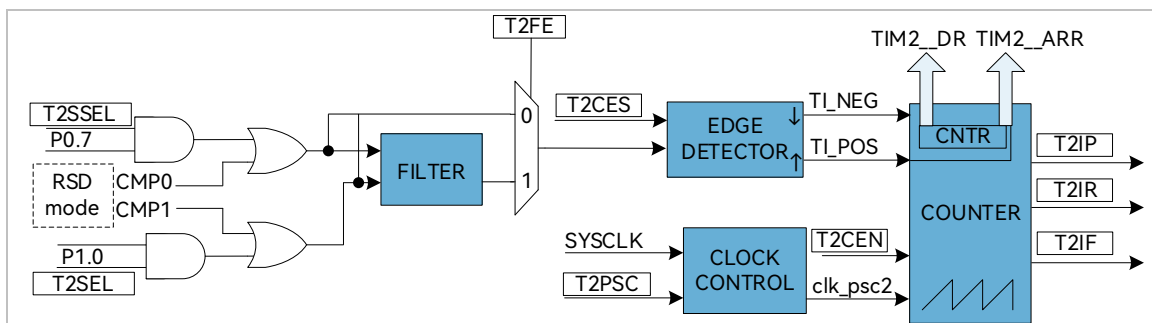 T2FE
TIM2__DR
TIM2__ARR
T2SSEL
P0.7
RSD
mode
CMP0
CMP1
P1.0
T2SEL
FILTER
0
1
T2CES
EDGE
DETECTOR
↓
↑
TI_NEG
TI_POS
CNTR
COUNTER
T2IP
T2IR
T2IF
SYSCLK
T2PSC
CLOCK
CONTROL
T2CEN
clk_psc2